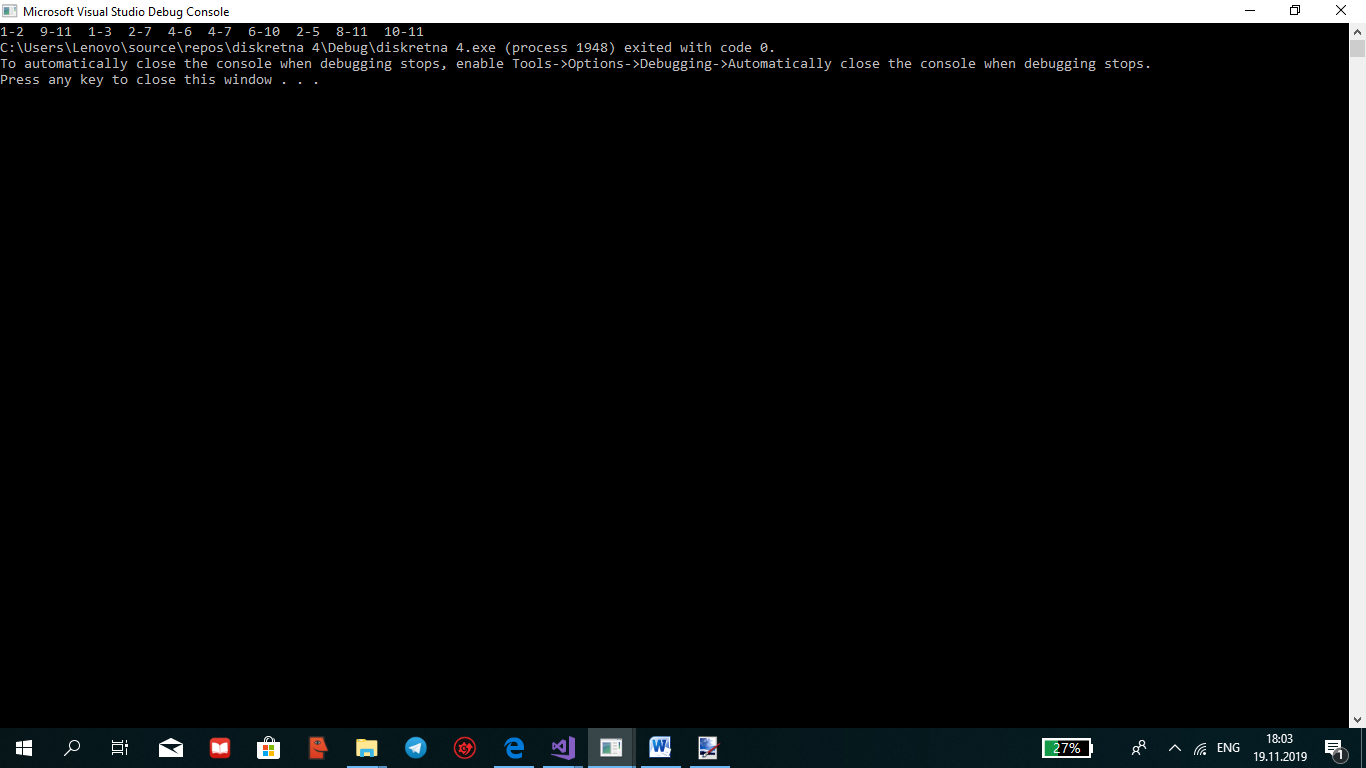 Microsoft Visual Studio Debug Console
1-2  9-11  1-3  2-7  4-6  4-7  6-10  2-5  8-11  10-11
C:\Users\Lenovo\source\repos\diskretna 4\Debug\diskretna 4.exe (process 1948) exited with code 0.
To automatically close the console when debugging stops, enable Tools->Options->Debugging->Automatically close the console when debugging stops.
Press any key to close this window . . .
27%
ENG
18:03
19.11.2019
1